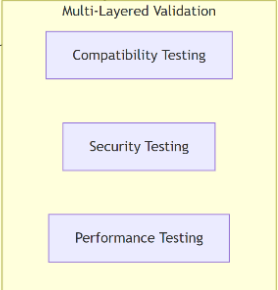 Multi-Layered Validation
Compatibility Testing
Security Testing
Performance Testing